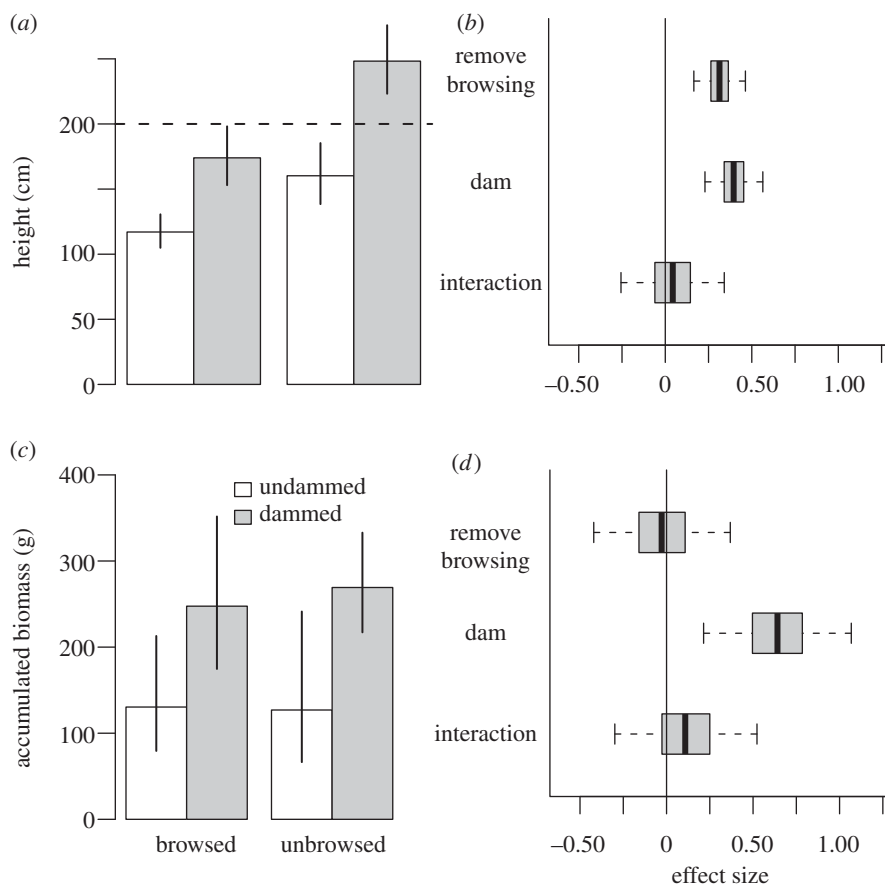 (a)
height (cm)
200
100
50
0
(b)
remove
browsing
dam
interaction
–0.50 0 0.50 1.00
(c)
accumulated biomass (g)
400
300
200
100
0
undammed
dammed
browsed unbrowsed
(d)
remove
browsing
dam
interaction
–0.50 0 0.50 1.00
effect size